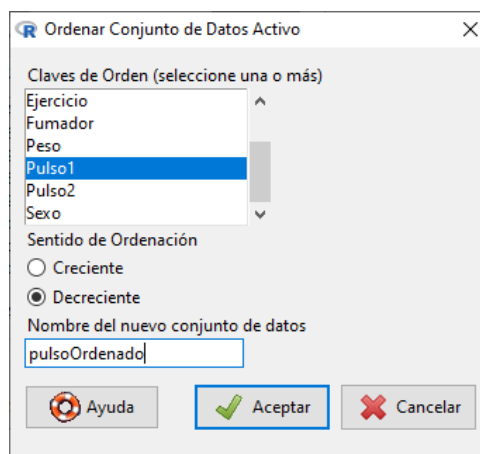 Ordenar Conjunto de Datos Activo
Claves de Orden (seleccione una o más)
Ejercicio
Fumador
Peso
Pulso1
Pulso2
Sexo
Sentido de Ordenación
Creciente
Decreciente
Nombre del nuevo conjunto de datos
pulsoOrdenado
Ayuda Aceptar Cancelar